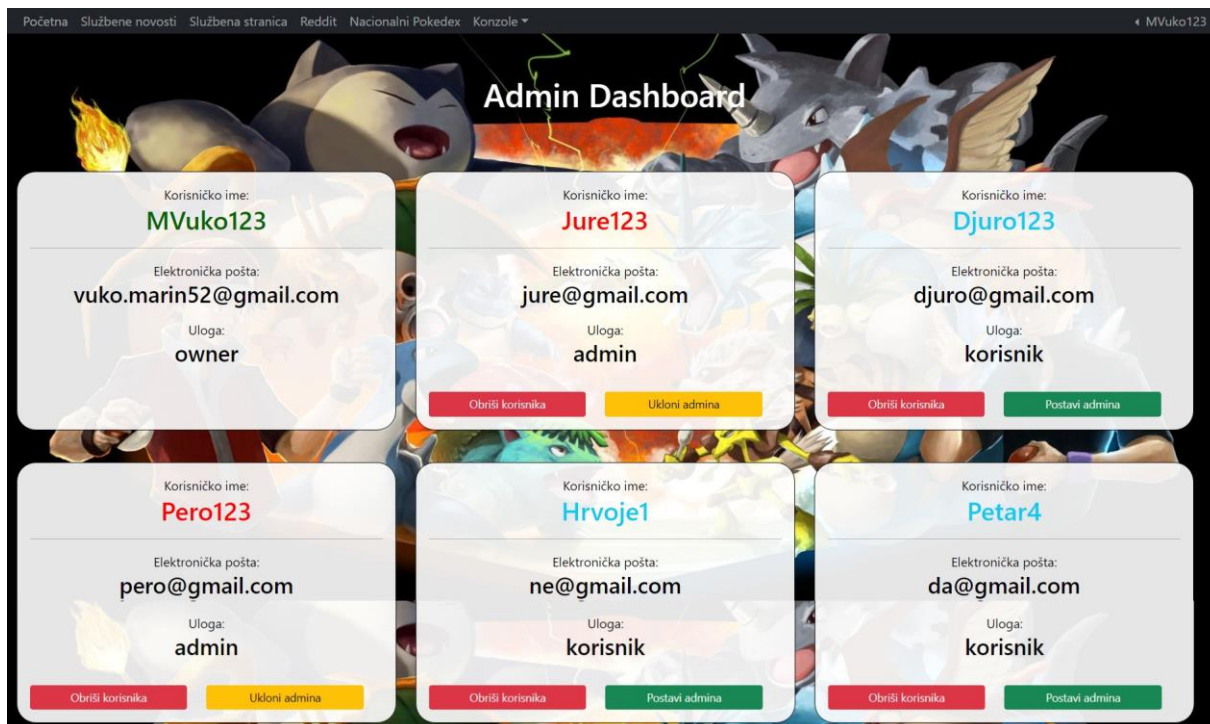 Početna Službene novosti Službena stranica Reddit Nacionalni Pokedex Konzole MVuko123
Admin Dashboard
Korisničko ime:
MVuko123
Elektronička pošta:
vuko.marin52@gmail.com
Uloga:
owner
Korisničko ime:
Jure123
Elektronička pošta:
jure@gmail.com
Uloga:
admin
Obriši korisnika Ukloni admina
Korisničko ime:
Djuro123
Elektronička pošta:
djuro@gmail.com
Uloga:
korisnik
Obriši korisnika Postavi admina
Korisničko ime:
Pero123
Elektronička pošta:
pero@gmail.com
Uloga:
admin
Obriši korisnika Ukloni admina
Korisničko ime:
Hrvoje1
Elektronička pošta:
ne@gmail.com
Uloga:
korisnik
Obriši korisnika Postavi admina
Korisničko ime:
Petar4
Elektronička pošta:
da@gmail.com
Uloga:
korisnik
Obriši korisnika Postavi admina